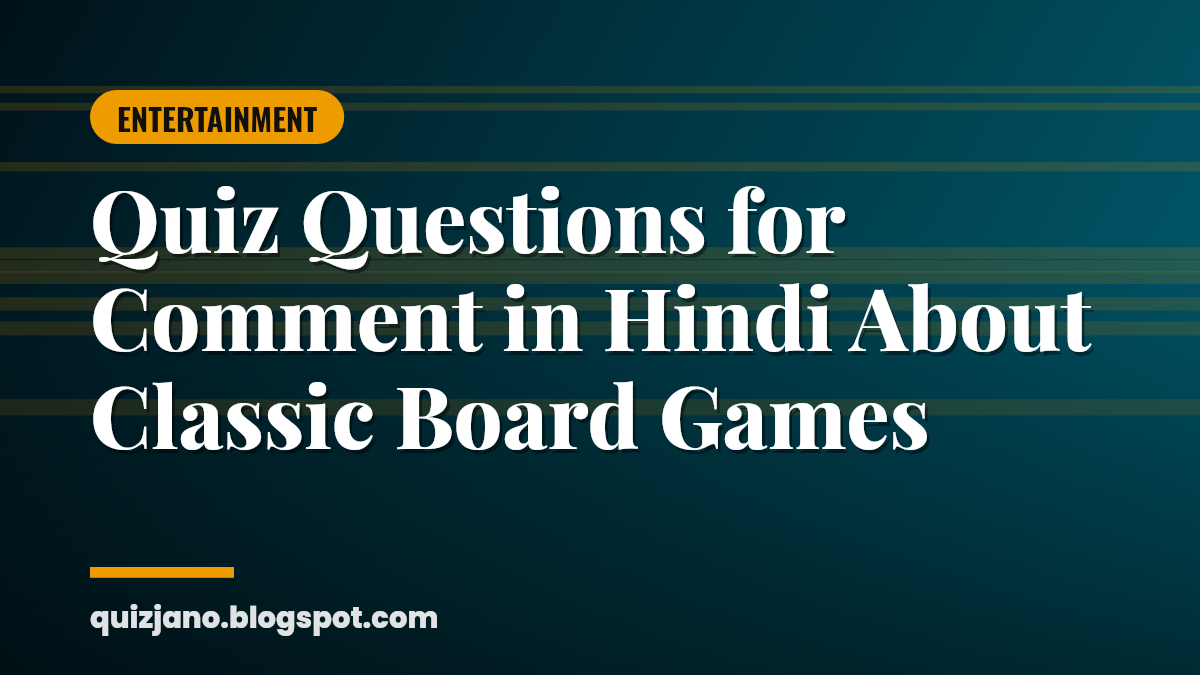 ENTERTAINMENT
Quiz Questions for
Comment in Hindi About
Classic Board Games
quizjano.blogspot.com